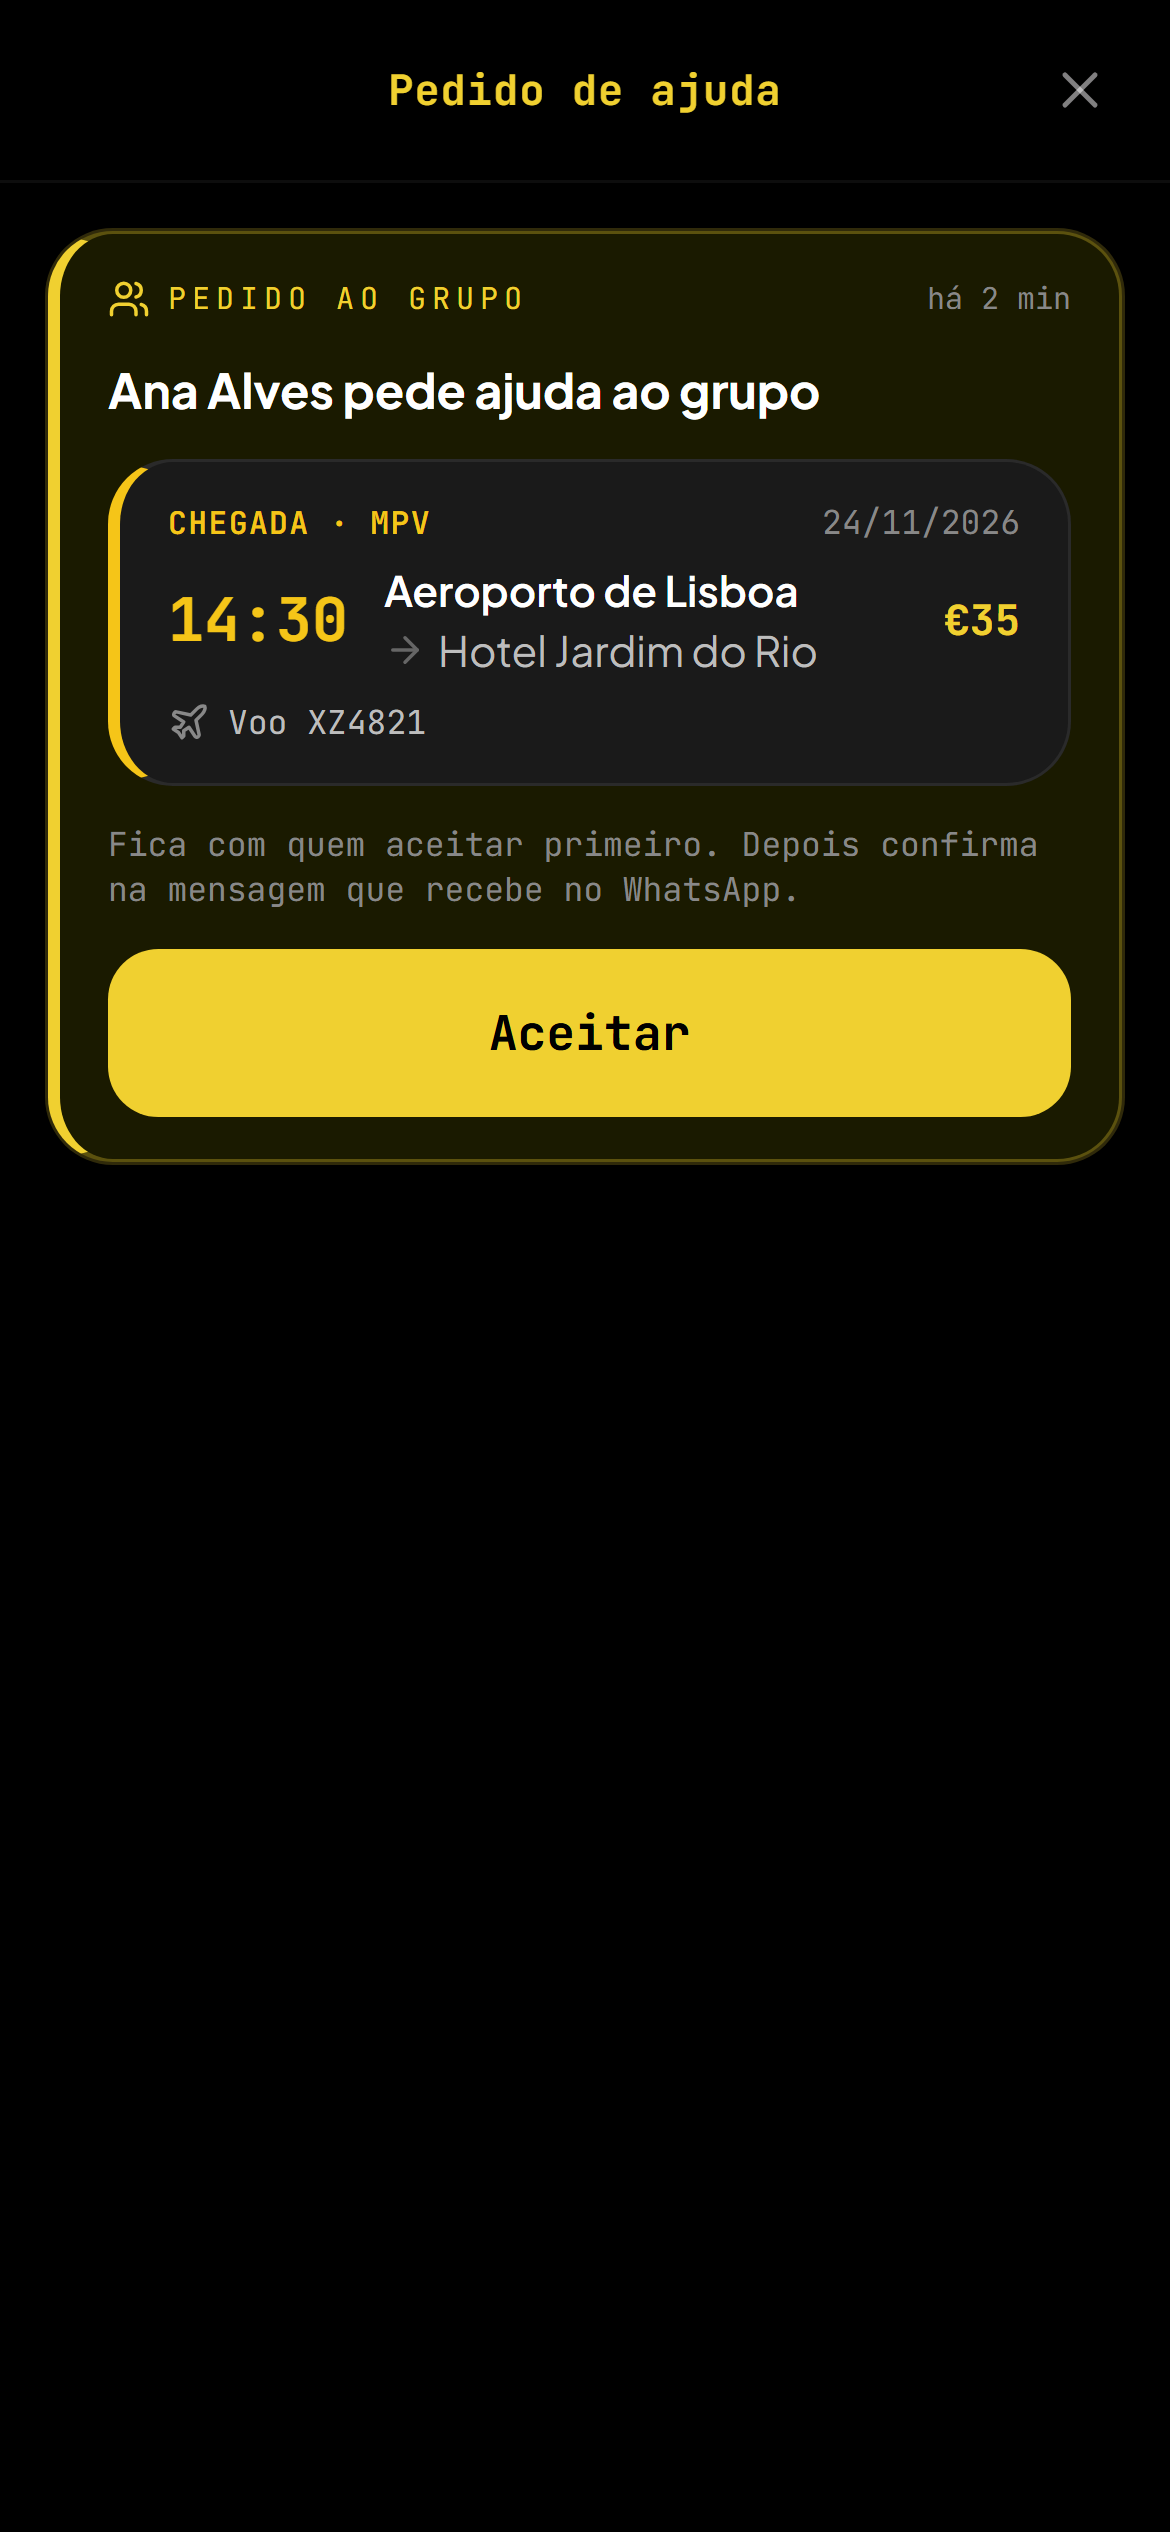 Pedido de ajuda
PEDIDO AO GRUPO
há 2 min
Ana Alves pede ajuda ao grupo
CHEGADA · MPV
24/11/2026
14:30
Aeroporto de Lisboa
→ Hotel Jardim do Rio
€35
Voo XZ4821
Fica com quem aceitar primeiro. Depois confirma
na mensagem que recebe no WhatsApp.
Aceitar